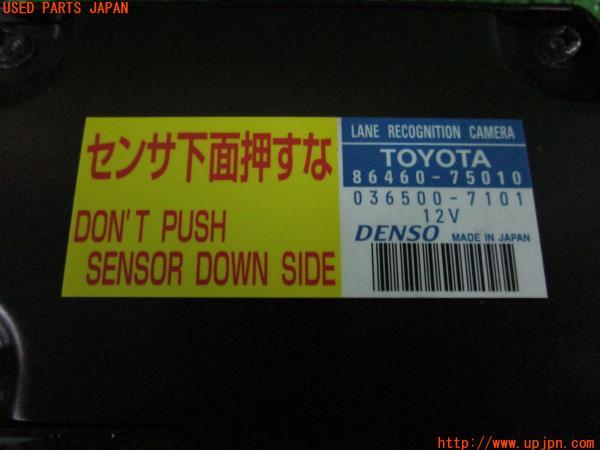 USED PARTS JAPAN
センサ下面押すな
DON'T PUSH
SENSOR DOWN SIDE
LANE RECOGNITION CAMERA
TOYOTA
86460-75010
036500-7101
12V
DENSO MADE IN JAPAN
http://www.upjpn.com